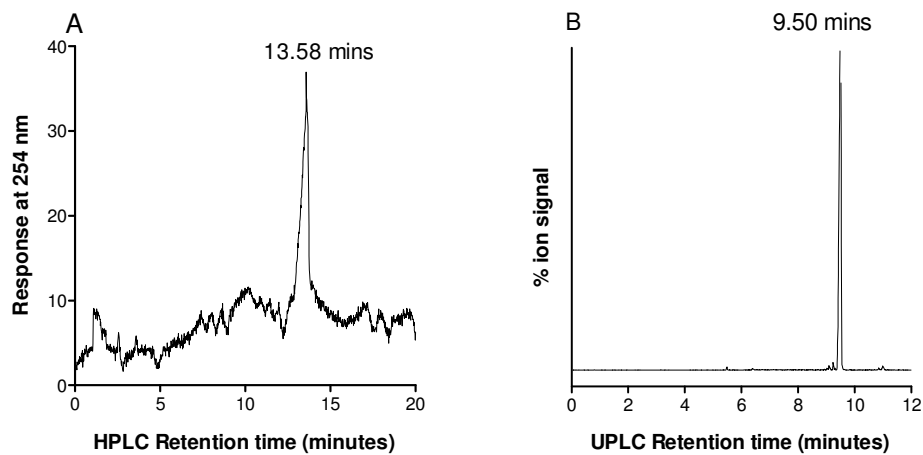 A
13.58 mins
40
30
20
10
0
Response at 254 nm
0 5 10 15 20
HPLC Retention time (minutes)
B
9.50 mins
% ion signal
0 2 4 6 8 10 12
UPLC Retention time (minutes)